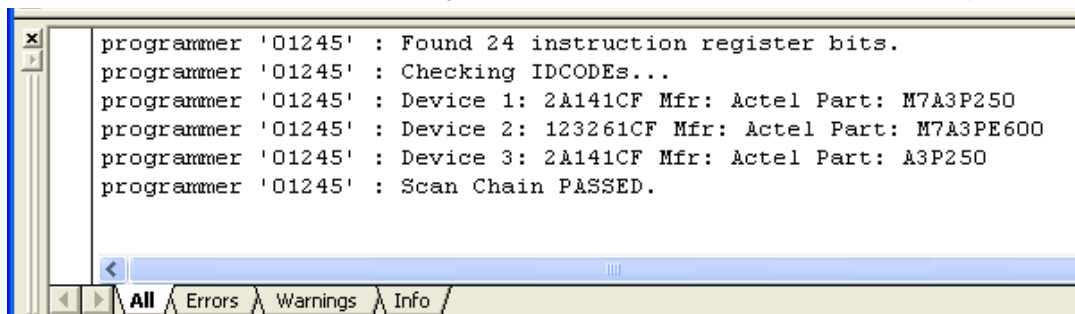 programmer '01245' : Found 24 instruction register bits.
programmer '01245' : Checking IDCODEs...
programmer '01245' : Device 1: 2A141CF Mfr: Actel Part: M7A3P250
programmer '01245' : Device 2: 123261CF Mfr: Actel Part: M7A3PE600
programmer '01245' : Device 3: 2A141CF Mfr: Actel Part: A3P250
programmer '01245' : Scan Chain PASSED.
All Errors Warnings Info